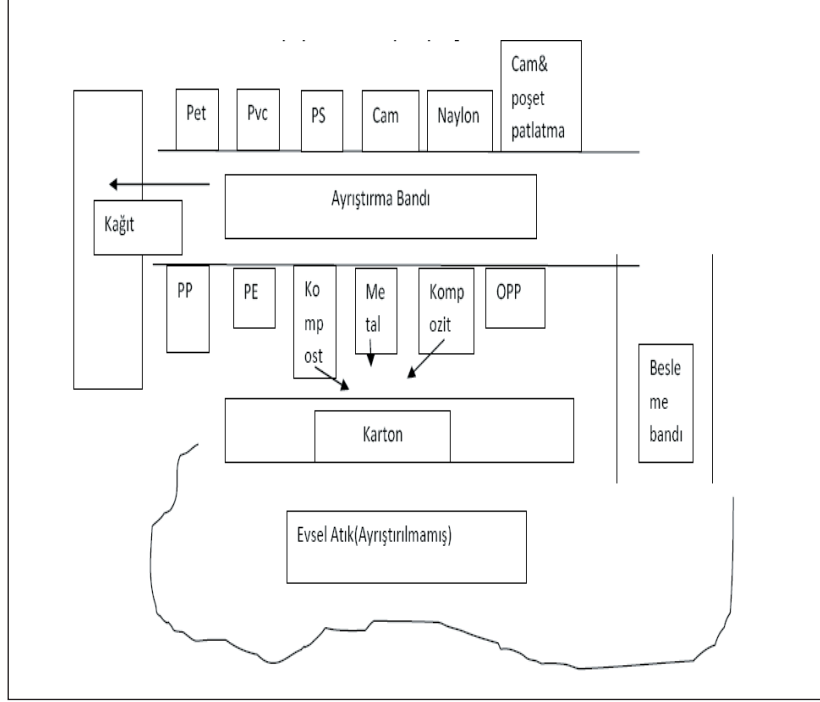 Cam&
poşet
patlatma
Pet
Pvc
PS
Cam
Naylon
Ayrıştırma Bandı
Kağıt
PP
PE
Ko
mp
ost
Me
tal
Komp
ozit
OPP
Besle
me
bandı
Karton
Evsel Atık(Ayrıştırılmamış)